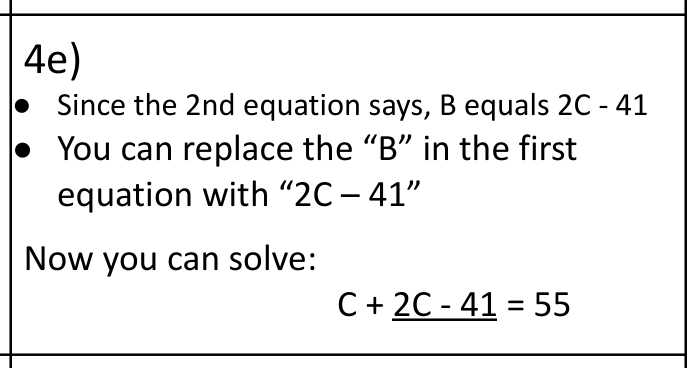 4e)
● Since the 2nd equation says, B equals 2C - 41
● You can replace the “B” in the first
equation with “2C – 41”
Now you can solve:
C + 2C - 41 = 55